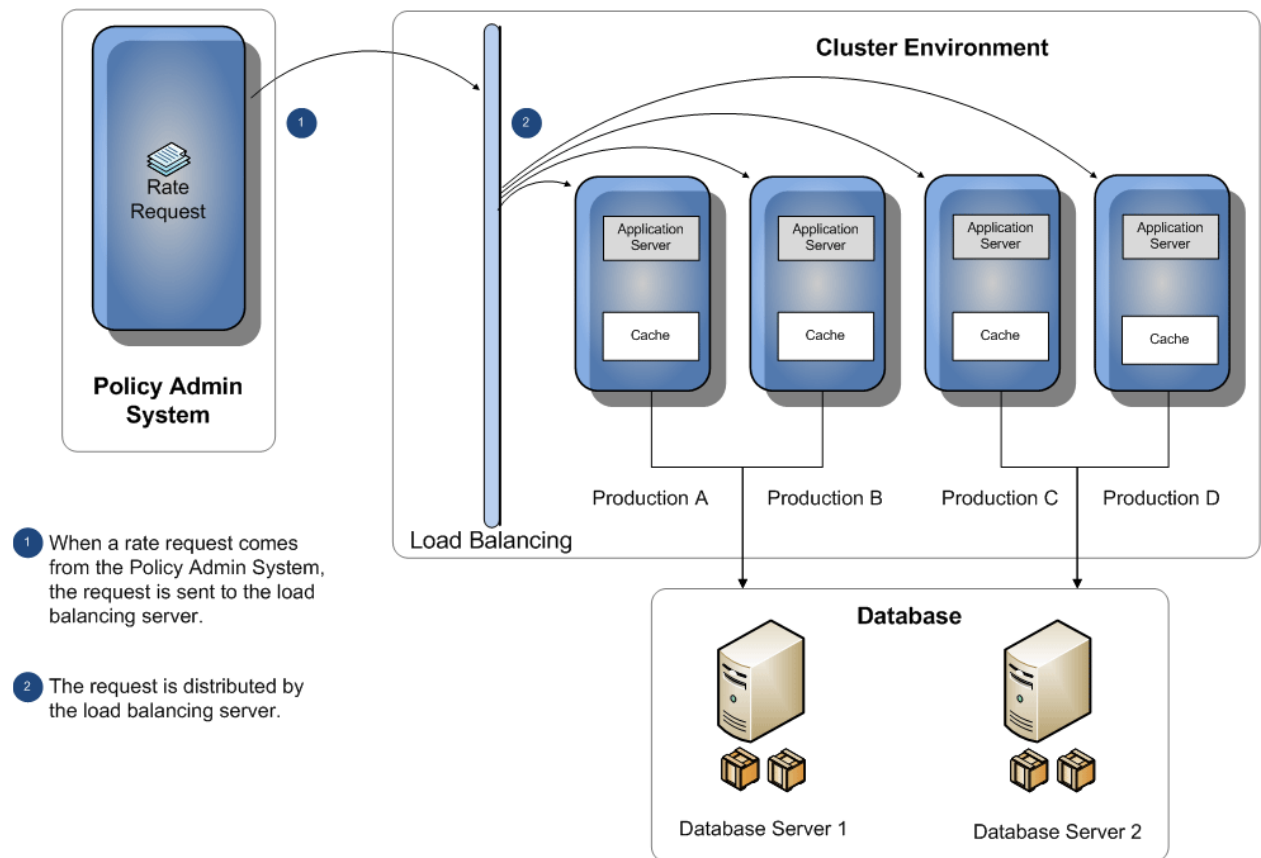 Rate
Request
Policy Admin
System
1
Cluster Environment
2
Application
Server
Cache
Application
Server
Cache
Application
Server
Cache
Application
Server
Cache
Production A
Production B
Production C
Production D
Load Balancing
1 When a rate request comes
from the Policy Admin System,
the request is sent to the load
balancing server.
2 The request is distributed by
the load balancing server.
Database
Database Server 1
Database Server 2